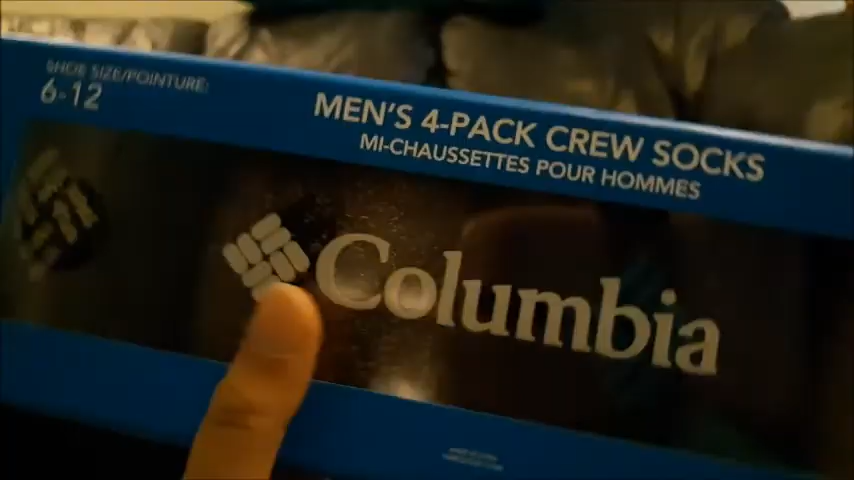 SHOE SIZE/POINTURE:
6-12
MEN'S 4-PACK CREW SOCKS
MI-CHAUSSETTES POUR HOMMES
Columbia